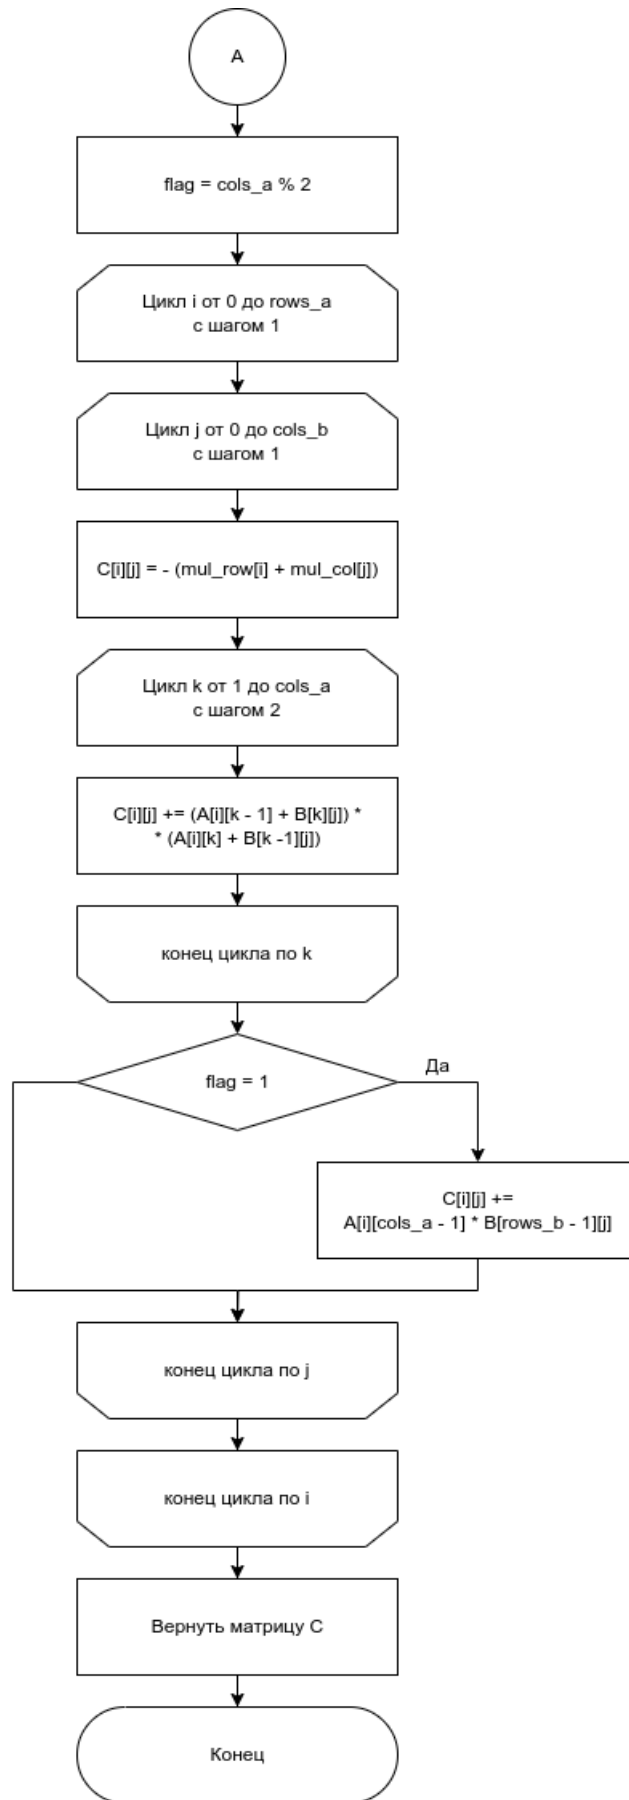 A
flag = cols_a % 2
Цикл i от 0 до rows_a
с шагом 1
Цикл j от 0 до cols_b
с шагом 1
C[i][j] = - (mul_row[i] + mul_col[j])
Цикл k от 1 до cols_a
с шагом 2
C[i][j] += (A[i][k - 1] + B[k][j]) *
* (A[i][k] + B[k -1][j])
конец цикла по k
flag = 1
Да
C[i][j] +=
A[i][cols_a - 1] * B[rows_b - 1][j]
конец цикла по j
конец цикла по i
Вернуть матрицу C
Конец